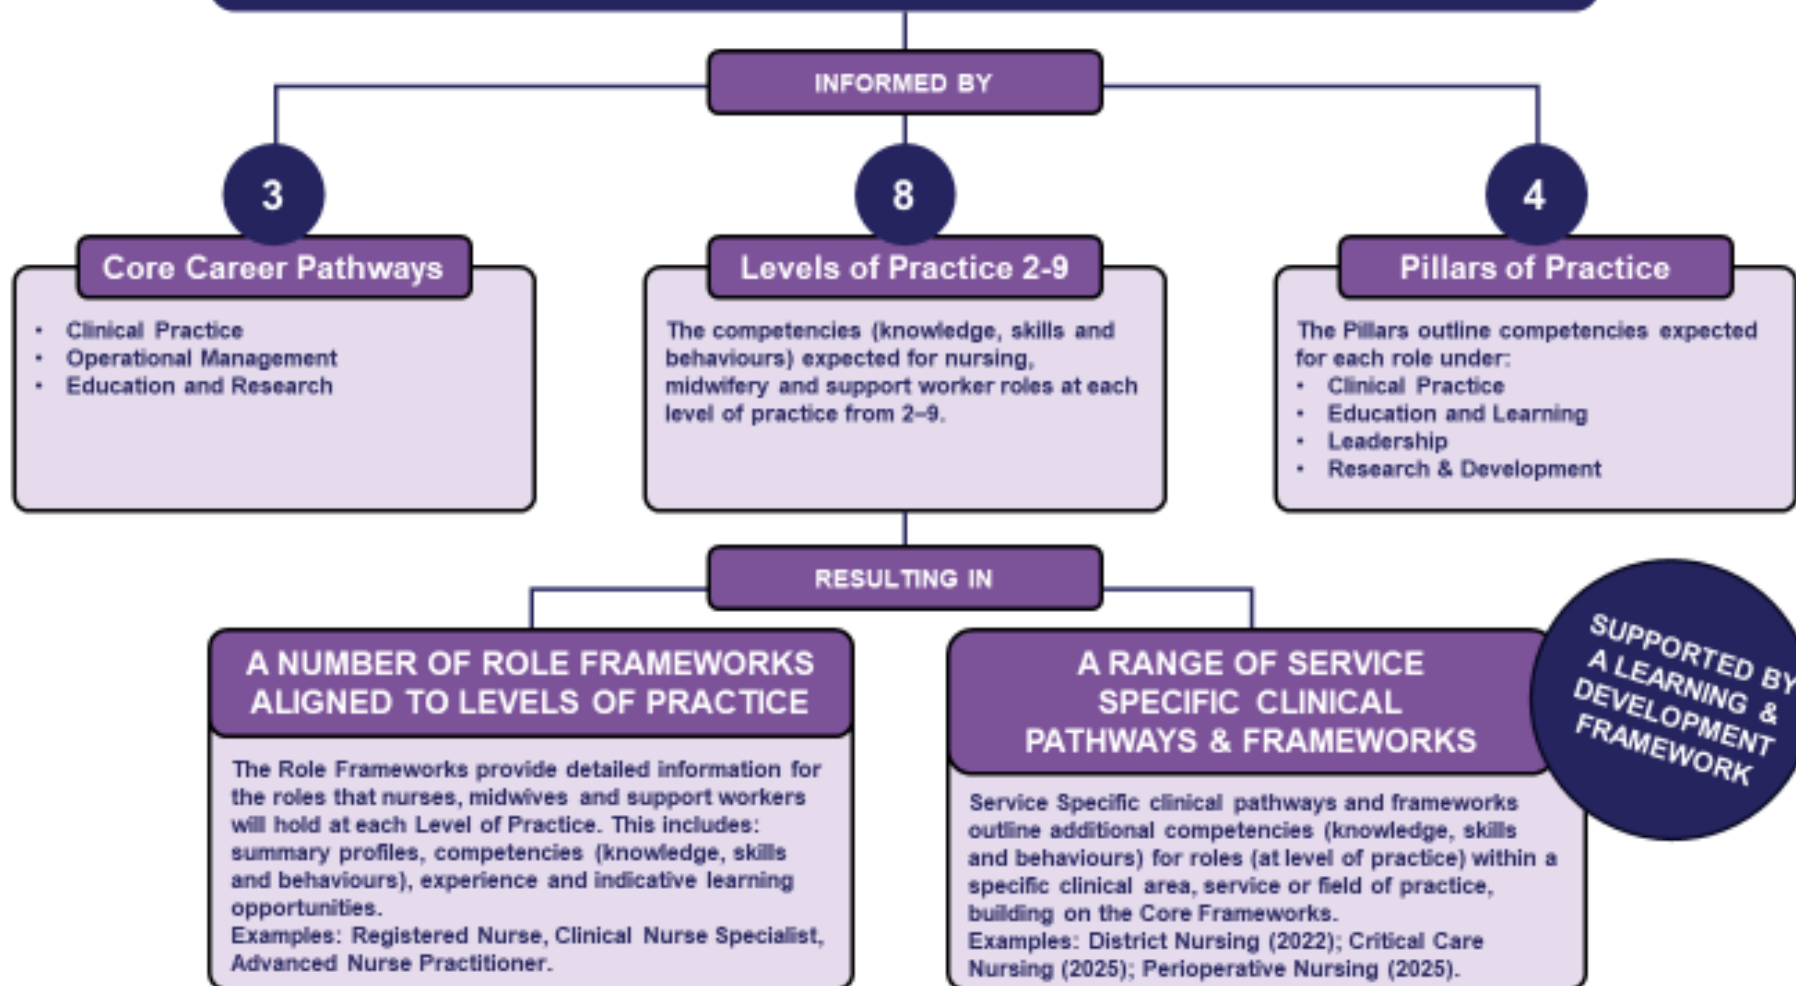 INFORMED BY
3
Core Career Pathways
• Clinical Practice
• Operational Management
• Education and Research
8
Levels of Practice 2-9
The competencies (knowledge, skills and
behaviours) expected for nursing,
midwifery and support worker roles at each
level of practice from 2–9.
4
Pillars of Practice
The Pillars outline competencies expected
for each role under:
• Clinical Practice
• Education and Learning
• Leadership
• Research & Development
RESULTING IN
A NUMBER OF ROLE FRAMEWORKS
ALIGNED TO LEVELS OF PRACTICE
The Role Frameworks provide detailed information for
the roles that nurses, midwives and support workers
will hold at each Level of Practice. This includes:
summary profiles, competencies (knowledge, skills
and behaviours), experience and indicative learning
opportunities.
Examples: Registered Nurse, Clinical Nurse Specialist,
Advanced Nurse Practitioner.
A RANGE OF SERVICE
SPECIFIC CLINICAL
PATHWAYS & FRAMEWORKS
Service Specific clinical pathways and frameworks
outline additional competencies (knowledge, skills
and behaviours) for roles (at level of practice) within a
specific clinical area, service or field of practice,
building on the Core Frameworks.
Examples: District Nursing (2022); Critical Care
Nursing (2025); Perioperative Nursing (2025).
SUPPORTED BY
A LEARNING &
DEVELOPMENT
FRAMEWORK